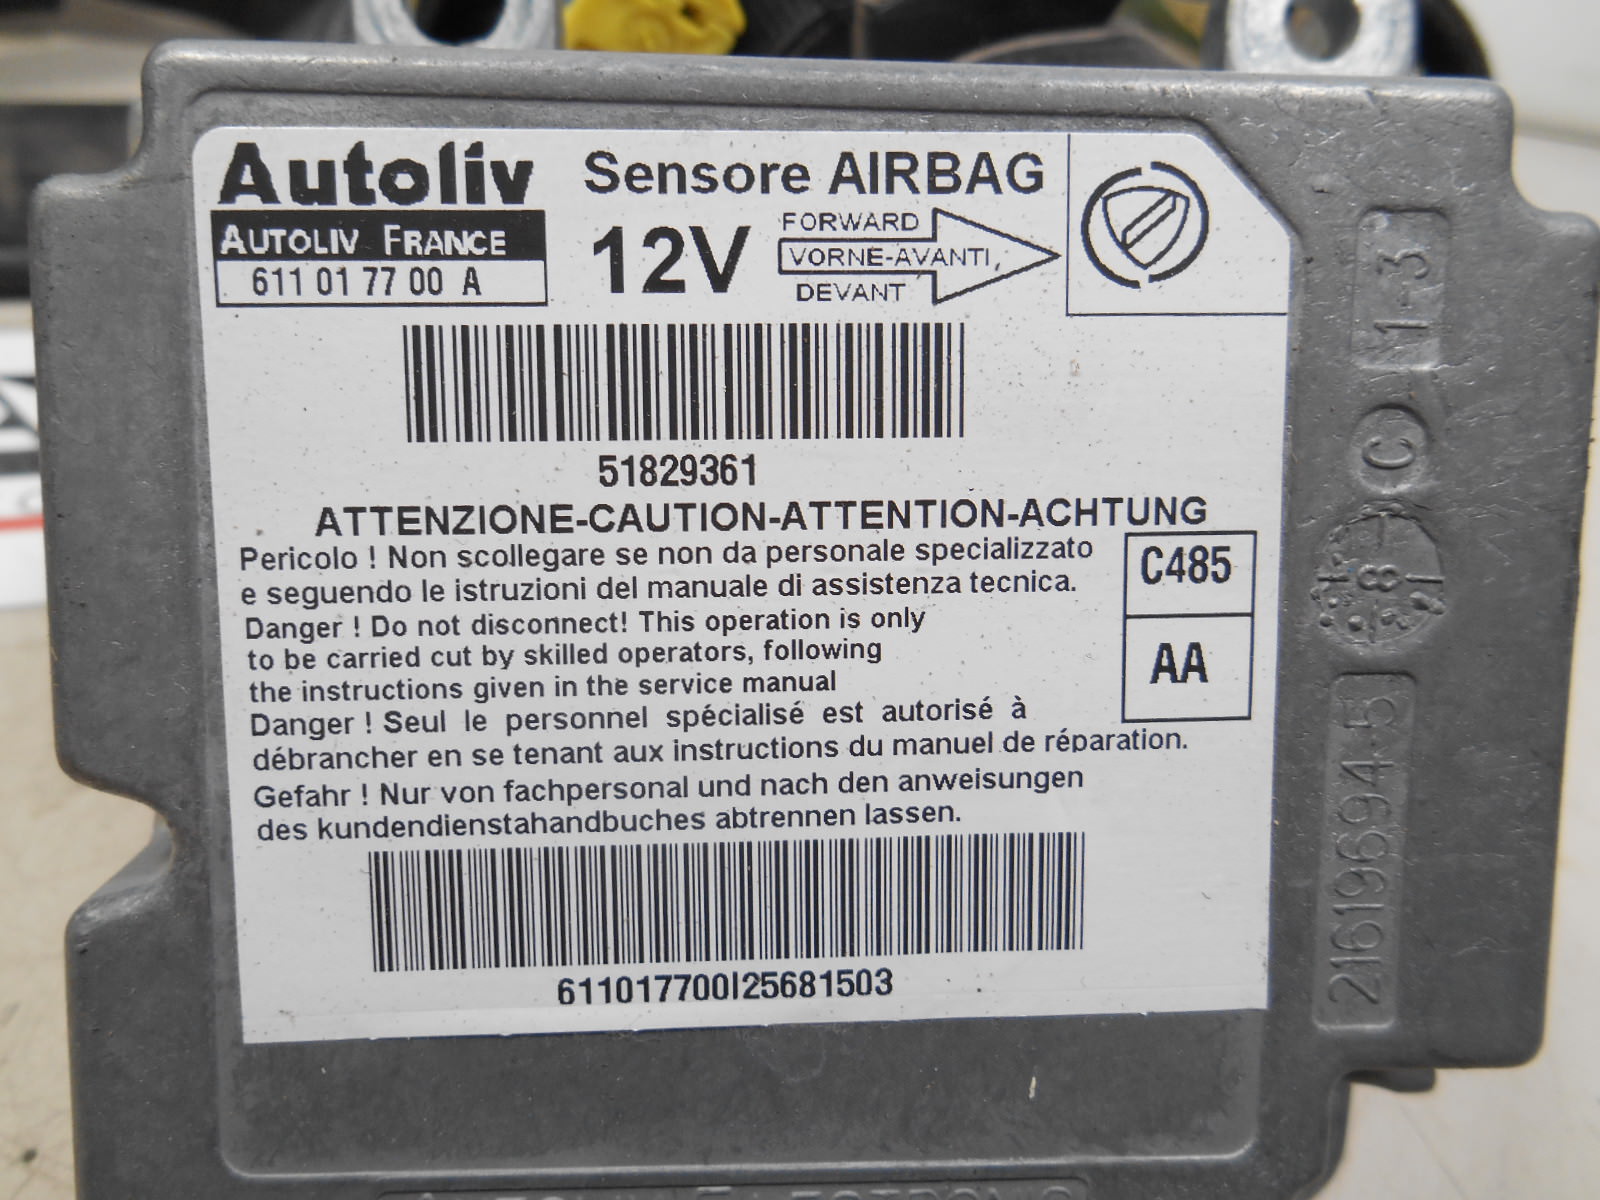 Autoliv
AUTOLIV FRANCE
611 01 77 00 A
Sensore AIRBAG
12V
FORWARD
VORNE-AVANTI
DEVANT
51829361
ATTENZIONE-CAUTION-ATTENTION-ACHTUNG
Pericolo ! Non scollegare se non da personale specializzato
e seguendo le istruzioni del manuale di assistenza tecnica.
Danger ! Do not disconnect! This operation is only
to be carried cut by skilled operators, following
the instructions given in the service manual
Danger ! Seul le personnel spécialisé est autorisé à
débrancher en se tenant aux instructions du manuel de réparation.
Gefahr ! Nur von fachpersonal und nach den anweisungen
des kundendienstahandbuches abtrennen lassen.
C485
AA
611017700I25681503
1-3
C
8
21619694-5